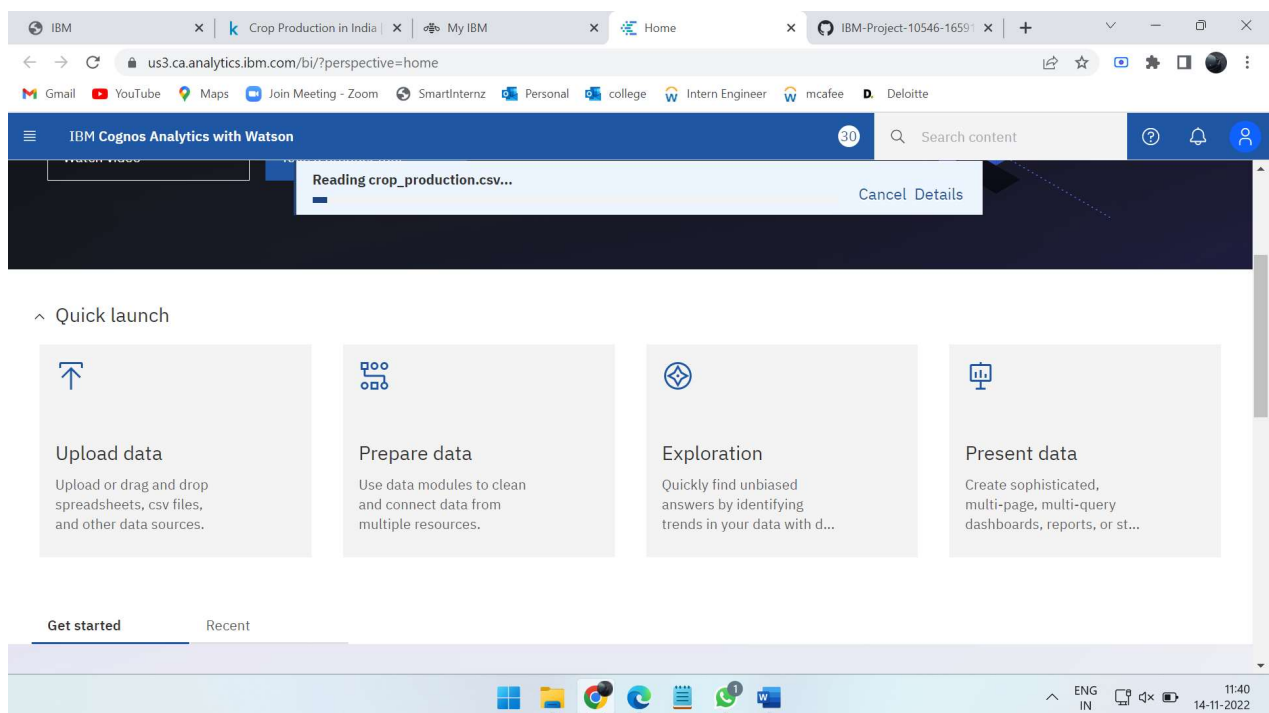 IBM
Crop Production in India |
My IBM
Home
IBM-Project-10546-1659
us3.ca.analytics.ibm.com/bi/?perspective=home
Gmail YouTube Maps Join Meeting - Zoom SmartInternz Personal college Intern Engineer mcafee D. Deloitte
IBM Cognos Analytics with Watson
30
Search content
Watch video
Reading crop_production.csv...
Cancel Details
Quick launch
Upload data
Upload or drag and drop
spreadsheets, csv files,
and other data sources.
Prepare data
Use data modules to clean
and connect data from
multiple resources.
Exploration
Quickly find unbiased
answers by identifying
trends in your data with d...
Present data
Create sophisticated,
multi-page, multi-query
dashboards, reports, or st...
Get started Recent
1
ENG
IN
11:40
14-11-2022